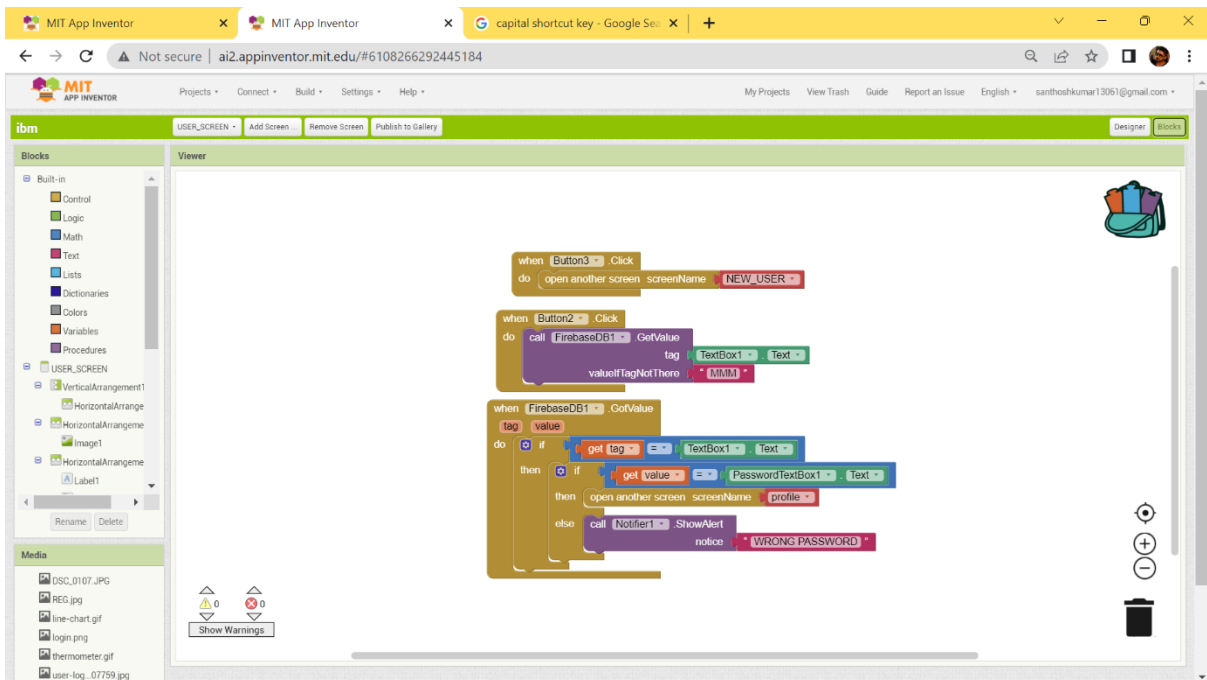 MIT App Inventor
MIT App Inventor
capital shortcut key - Google Sea
Not secure ai2.appinventor.mit.edu/#6108266292445184
MIT
APP INVENTOR
Projects Connect Build Settings Help
My Projects View Trash Guide Report an Issue English santhoshkumar13061@gmail.com
ibm
USER_SCREEN Add Screen ... Remove Screen Publish to Gallery
Designer Blocks
Blocks
Viewer
Built-in
Control
Logic
Math
Text
Lists
Dictionaries
Colors
Variables
Procedures
USER_SCREEN
VerticalArrangement1
HorizontalArrange
HorizontalArrangeme
Image1
HorizontalArrangeme
Label1
Rename Delete
Media
DSC_0107.JPG
REG.jpg
line-chart.gif
login.png
thermometer.gif
user-log...07759.jpg
when Button3 .Click
do open another screen screenName NEW_USER
when Button2 .Click
do call FirebaseDB1 .GetValue
tag TextBox1 . Text
valueIfTagNotThere " MMM "
when FirebaseDB1 .GotValue
tag value
do if get tag = TextBox1 . Text
then if get value = PasswordTextBox1 . Text
then open another screen screenName profile
else call Notifier1 .ShowAlert
notice " WRONG PASSWORD "
0 0
Show Warnings